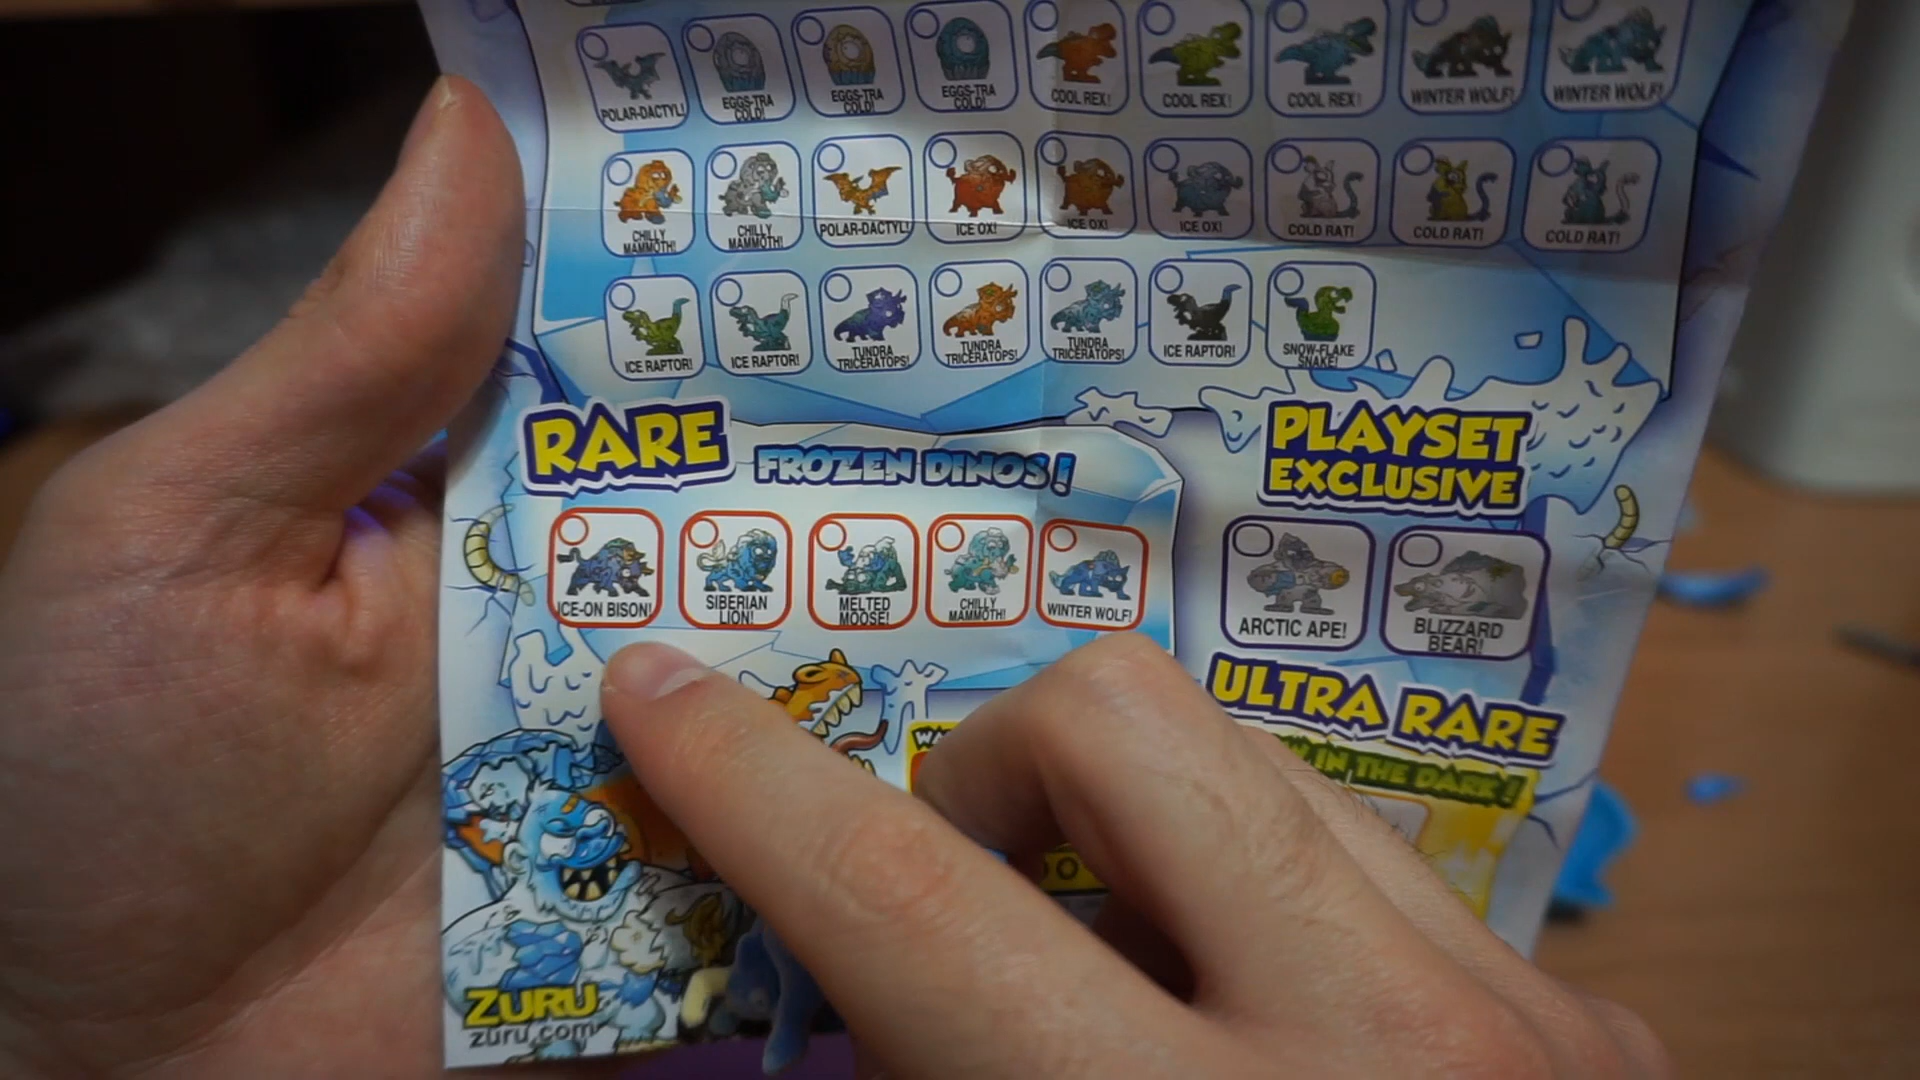 POLAR-DACTYL!
EGGS-TRA
COLD!
EGGS-TRA
COLD!
EGGS-TRA
COLD!
COOL REX!
COOL REX!
COOL REX!
WINTER WOLF!
WINTER WOLF!
CHILLY
MAMMOTH!
CHILLY
MAMMOTH!
POLAR-DACTYL!
ICE OX!
ICE OX!
ICE OX!
COLD RAT!
COLD RAT!
COLD RAT!
ICE RAPTOR!
ICE RAPTOR!
TUNDRA
TRICERATOPS!
TUNDRA
TRICERATOPS!
TUNDRA
TRICERATOPS!
ICE RAPTOR!
SNOW-FLAKE
SNAKE!
RARE
FROZEN DINOS!
ICE-ON BISON!
SIBERIAN
LION!
MELTED
MOOSE!
CHILLY
MAMMOTH!
WINTER WOLF!
PLAYSET
EXCLUSIVE
ARCTIC APE!
BLIZZARD
BEAR!
ULTRA RARE
IN THE DARK!
ZURU
zuru.com